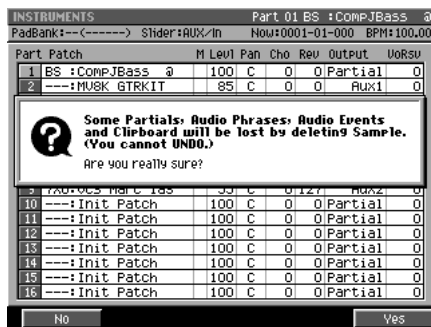 INSTRUMENTS Part 01 BS :CompJBass
PadBank:--(------) Slider:AUX/In Now:0001-01-000 BPM:100.00
Part Patch M Levl Pan Cho Rev Output VoRsv
1 BS :CompJBass 100 C 0 0 Partial 0
2 ---:MV8K GTRKIT 85 C 0 0 Aux1 0
Some Partials, Audio Phrases, Audio Events
and Clipboard will be lost by deleting Sample.
(You cannot UNDO.)
Are you really sure?
10 ---:Init Patch 100 C 0 0 Partial 0
11 ---:Init Patch 100 C 0 0 Partial 0
12 ---:Init Patch 100 C 0 0 Partial 0
13 ---:Init Patch 100 C 0 0 Partial 0
14 ---:Init Patch 100 C 0 0 Partial 0
15 ---:Init Patch 100 C 0 0 Partial 0
16 ---:Init Patch 100 C 0 0 Partial 0
No Yes